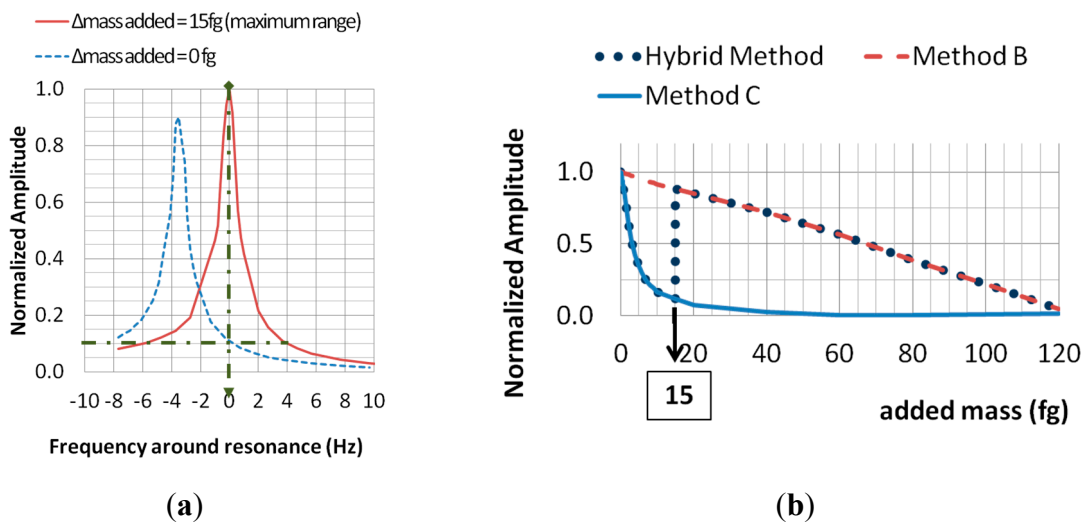 Δmass added = 15fg (maximum range)
Δmass added = 0 fg
Normalized Amplitude
1.0
0.8
0.6
0.4
0.2
0.0
-10 -8 -6 -4 -2 0 2 4 6 8 10
Frequency around resonance (Hz)
(a)
Hybrid Method
Method B
Method C
Normalized Amplitude
1.0
0.5
0.0
0 20 40 60 80 100 120
15
added mass (fg)
(b)